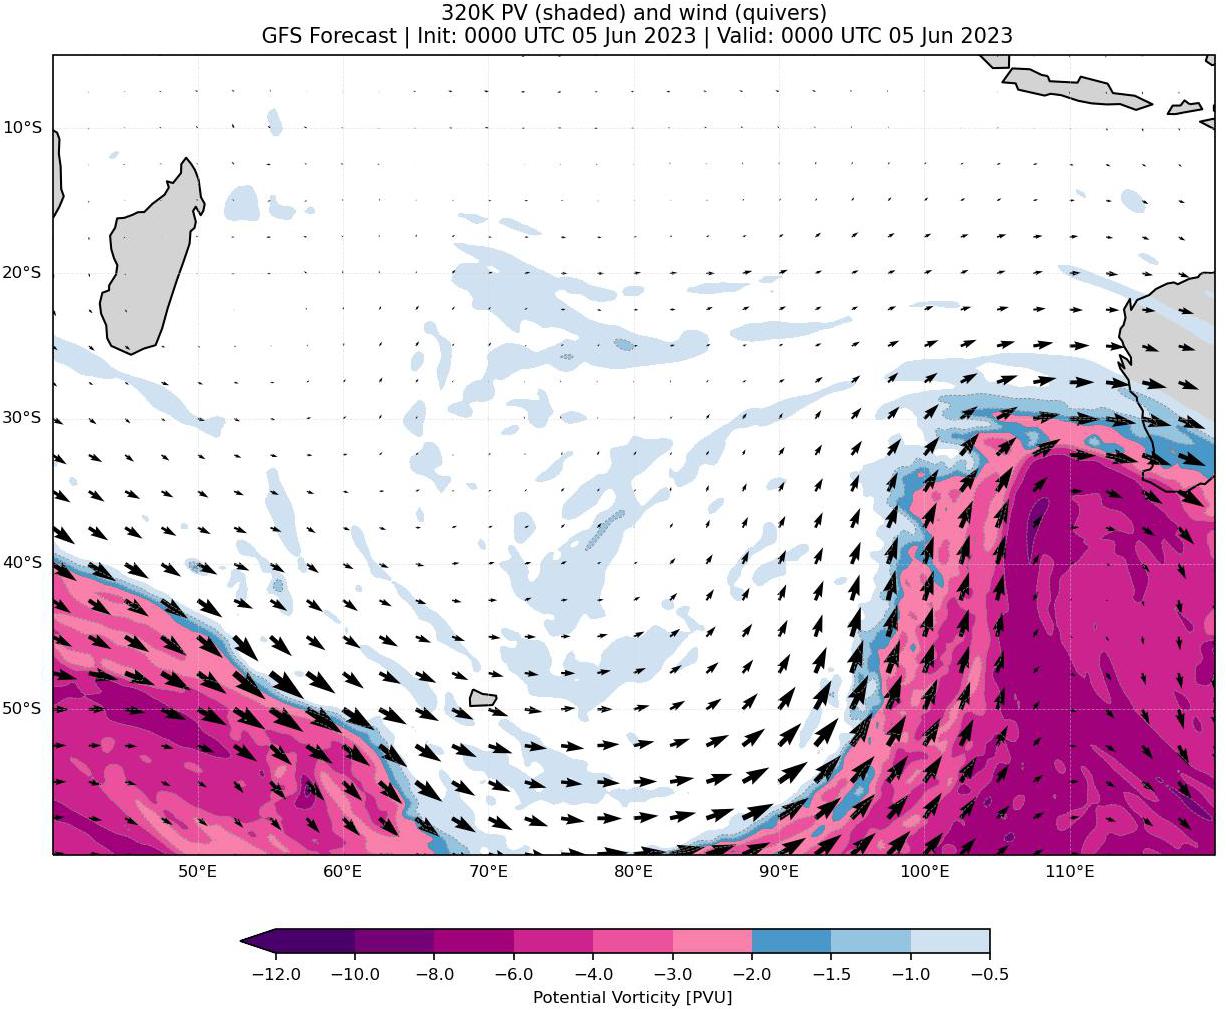 320K PV (shaded) and wind (quivers)
GFS Forecast | Init: 0000 UTC 05 Jun 2023 | Valid: 0000 UTC 05 Jun 2023
10°S
20°S
30°S
40°S
50°S
50°E 60°E 70°E 80°E 90°E 100°E 110°E
−12.0 −10.0 −8.0 −6.0 −4.0 −3.0 −2.0 −1.5 −1.0 −0.5
Potential Vorticity [PVU]